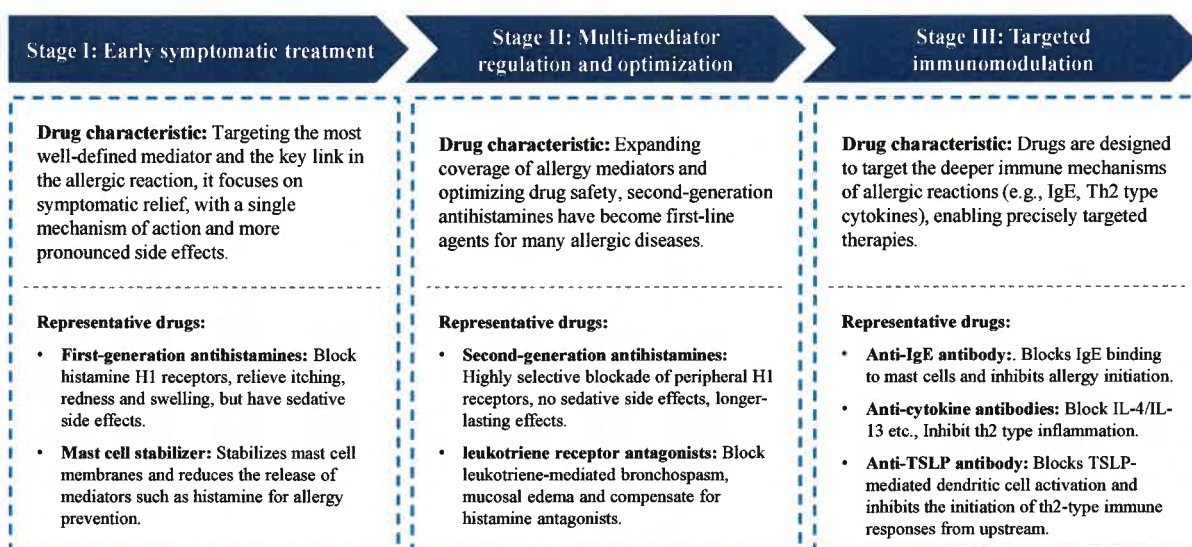 Stage I: Early symptomatic treatment
Stage II: Multi-mediator
regulation and optimization
Stage III: Targeted
immunomodulation
Drug characteristic: Targeting the most
well-defined mediator and the key link in
the allergic reaction, it focuses on
symptomatic relief, with a single
mechanism of action and more
pronounced side effects.
Representative drugs:
• First-generation antihistamines: Block
histamine H1 receptors, relieve itching,
redness and swelling, but have sedative
side effects.
• Mast cell stabilizer: Stabilizes mast cell
membranes and reduces the release of
mediators such as histamine for allergy
prevention.
Drug characteristic: Expanding
coverage of allergy mediators and
optimizing drug safety, second-generation
antihistamines have become first-line
agents for many allergic diseases.
Representative drugs:
• Second-generation antihistamines:
Highly selective blockade of peripheral H1
receptors, no sedative side effects, longer-
lasting effects.
• leukotriene receptor antagonists: Block
leukotriene-mediated bronchospasm,
mucosal edema and compensate for
histamine antagonists.
Drug characteristic: Drugs are designed
to target the deeper immune mechanisms
of allergic reactions (e.g., IgE, Th2 type
cytokines), enabling precisely targeted
therapies.
Representative drugs:
• Anti-IgE antibody:. Blocks IgE binding
to mast cells and inhibits allergy initiation.
• Anti-cytokine antibodies: Block IL-4/IL-
13 etc., Inhibit th2 type inflammation.
• Anti-TSLP antibody: Blocks TSLP-
mediated dendritic cell activation and
inhibits the initiation of th2-type immune
responses from upstream.